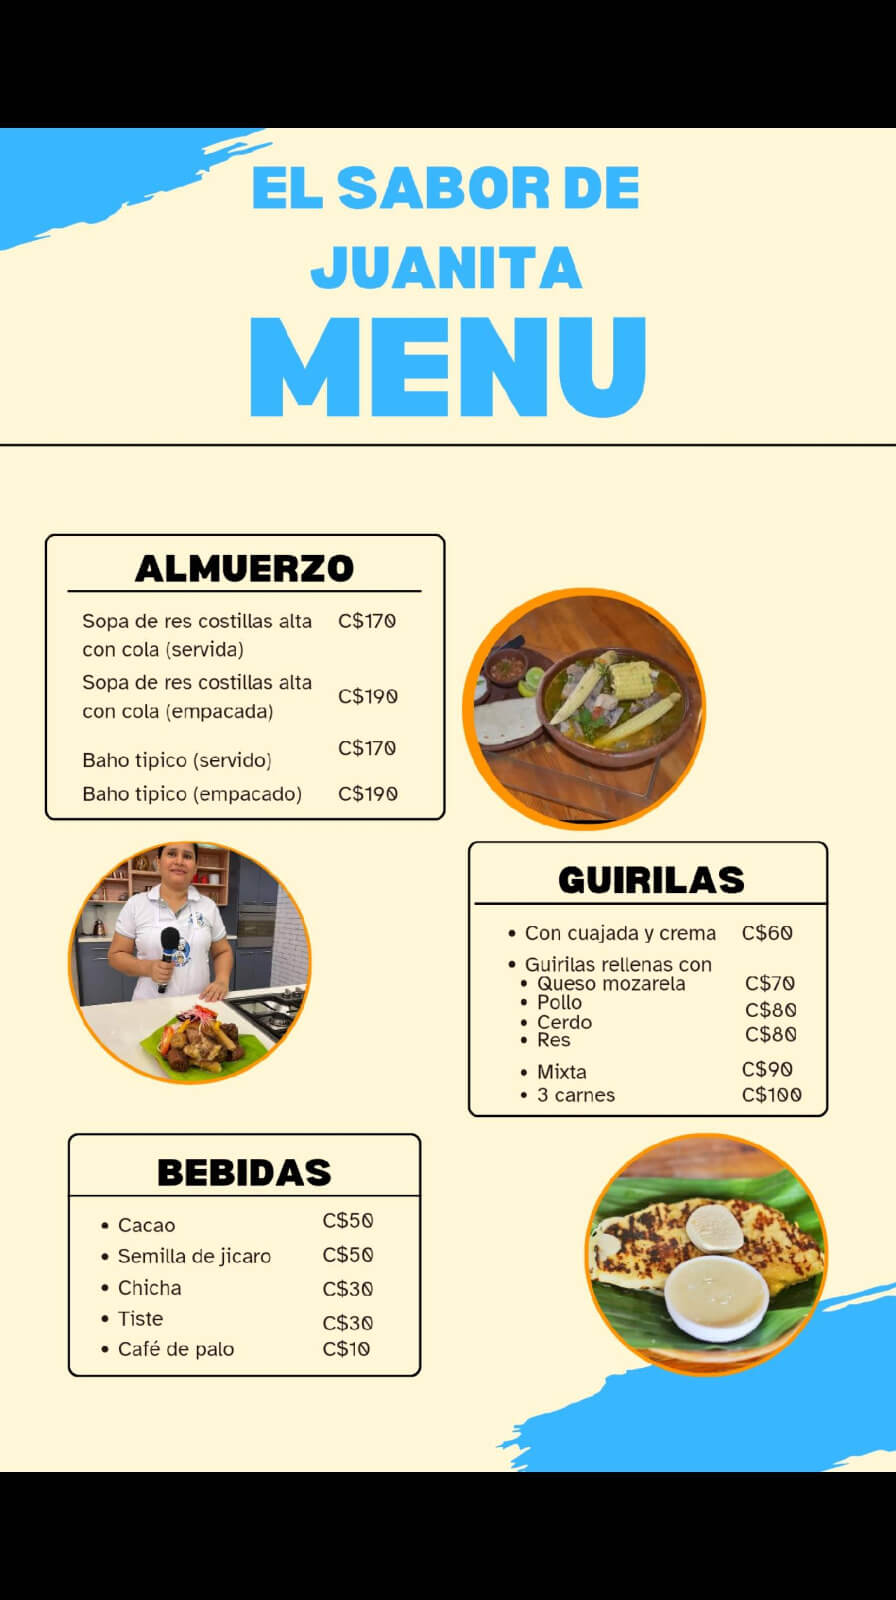 EL SABOR DE
JUANITA
MENU
ALMUERZO
Sopa de res costillas alta C$170
con cola (servida)
Sopa de res costillas alta
con cola (empacada) C$190
Baho tipico (servido) C$170
Baho tipico (empacado) C$190
GUIRILAS
• Con cuajada y crema C$60
• Guirilas rellenas con
• Queso mozarela C$70
• Pollo C$80
• Cerdo C$80
• Res
• Mixta C$90
• 3 carnes C$100
BEBIDAS
• Cacao C$50
• Semilla de jicaro C$50
• Chicha C$30
• Tiste C$30
• Café de palo C$10